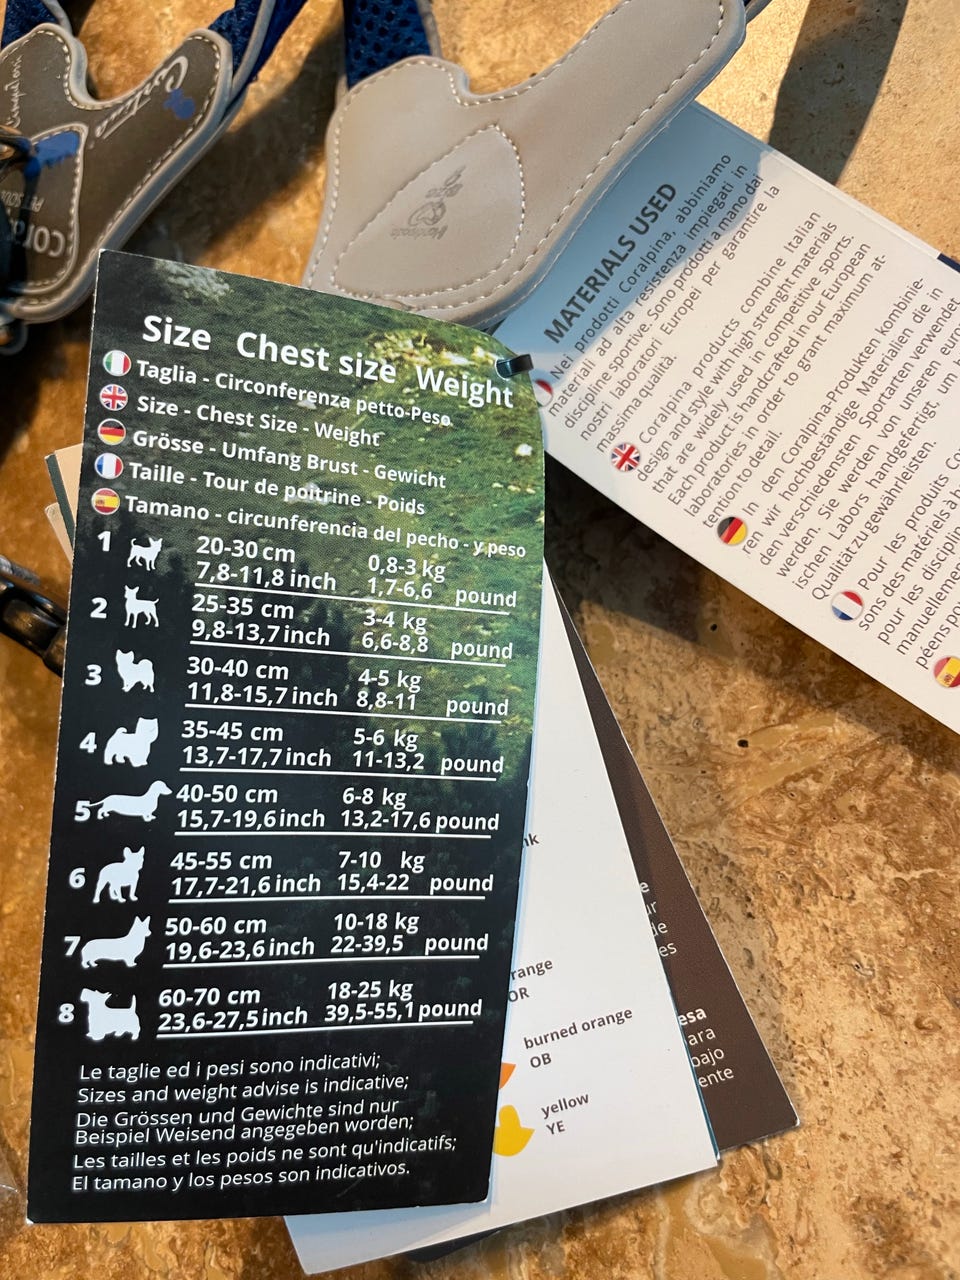 Size Chest size Weight
Taglia - Circonferenza petto-Peso
Size - Chest Size - Weight
Grösse - Umfang Brust - Gewicht
Taille - Tour de poitrine - Poids
Tamano - circunferencia del pecho - y peso
1 20-30 cm 0,8-3 kg
7,8-11,8 inch 1,7-6,6 pound
2 25-35 cm 3-4 kg
9,8-13,7 inch 6,6-8,8 pound
3 30-40 cm 4-5 kg
11,8-15,7 inch 8,8-11 pound
4 35-45 cm 5-6 kg
13,7-17,7 inch 11-13,2 pound
5 40-50 cm 6-8 kg
15,7-19,6 inch 13,2-17,6 pound
6 45-55 cm 7-10 kg
17,7-21,6 inch 15,4-22 pound
7 50-60 cm 10-18 kg
19,6-23,6 inch 22-39,5 pound
8 60-70 cm 18-25 kg
23,6-27,5 inch 39,5-55,1 pound
Le taglie ed i pesi sono indicativi;
Sizes and weight advise is indicative;
Die Grössen und Gewichte sind nur
Beispiel Weisend angegeben worden;
Les tailles et les poids ne sont qu'indicatifs;
El tamano y los pesos son indicativos.
MATERIALS USED
Nei prodotti Coralpina, abbiniamo
materiali ad alta resistenza impiegati in
discipline sportive. Sono prodotti a mano dai
nostri laboratori Europei per garantire la
massima qualità.
Coralpina products combine Italian
design and style with high strenght materials
that are widely used in competitive sports.
Each product is handcrafted in our European
laboratories in order to grant maximum at-
tention to detail.
In den Coralpina-Produkten kombinie-
ren wir hochbeständige Materialien die in
den verschiedensten Sportarten verwendet
werden. Sie werden von unseren
ischen Labors handgefertigt, um
Qualität zu gewährleisten.
Pour les produits
sons des matériels à
pour les
manuellement
péens
burned orange
OB
yellow
YE